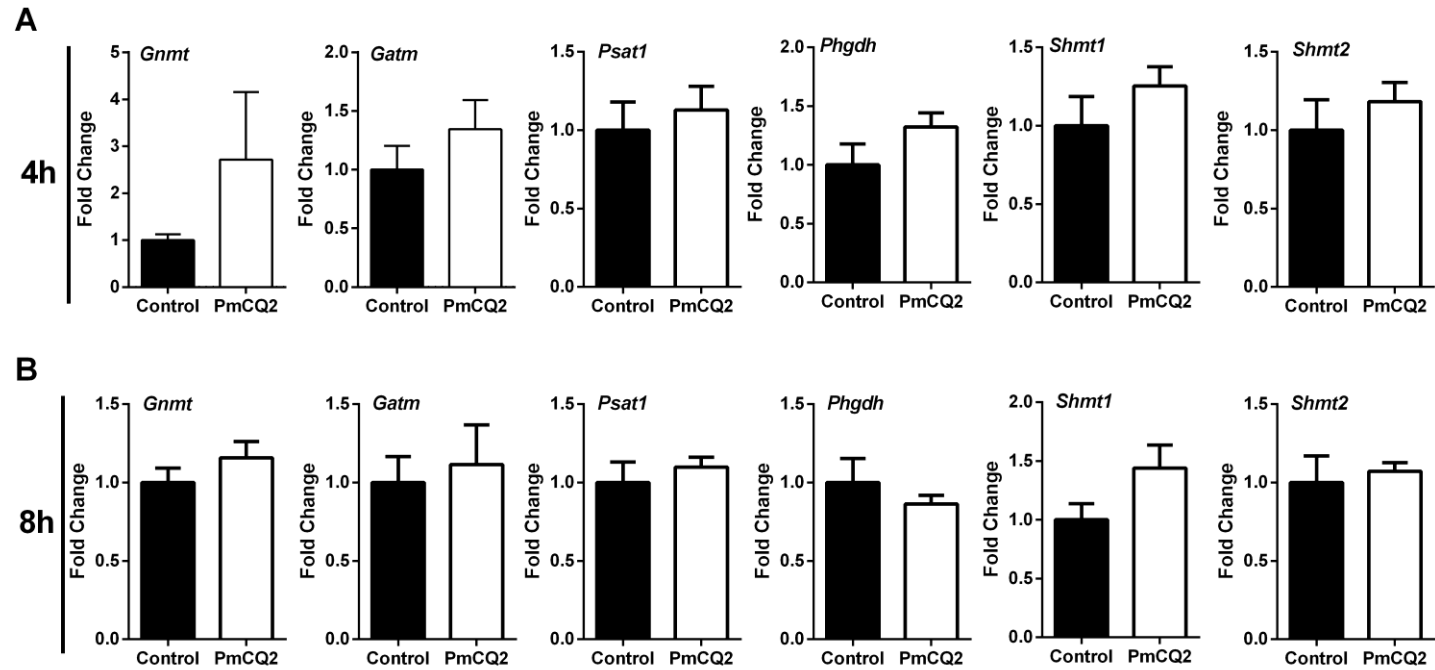 A
4h
Gnmt
Fold Change
5
4
3
2
1
0
Control PmCQ2
Gatm
Fold Change
2.0
1.5
1.0
0.5
0.0
Control PmCQ2
Psat1
Fold Change
1.5
1.0
0.5
0.0
Control PmCQ2
Phgdh
Fold Change
2.0
1.5
1.0
0.5
0.0
Control PmCQ2
Shmt1
Fold Change
1.5
1.0
0.5
0.0
Control PmCQ2
Shmt2
Fold Change
1.5
1.0
0.5
0.0
Control PmCQ2
B
8h
Gnmt
Fold Change
1.5
1.0
0.5
0.0
Control PmCQ2
Gatm
Fold Change
1.5
1.0
0.5
0.0
Control PmCQ2
Psat1
Fold Change
1.5
1.0
0.5
0.0
Control PmCQ2
Phgdh
Fold Change
1.5
1.0
0.5
0.0
Control PmCQ2
Shmt1
Fold Change
2.0
1.5
1.0
0.5
0.0
Control PmCQ2
Shmt2
Fold Change
1.5
1.0
0.5
0.0
Control PmCQ2